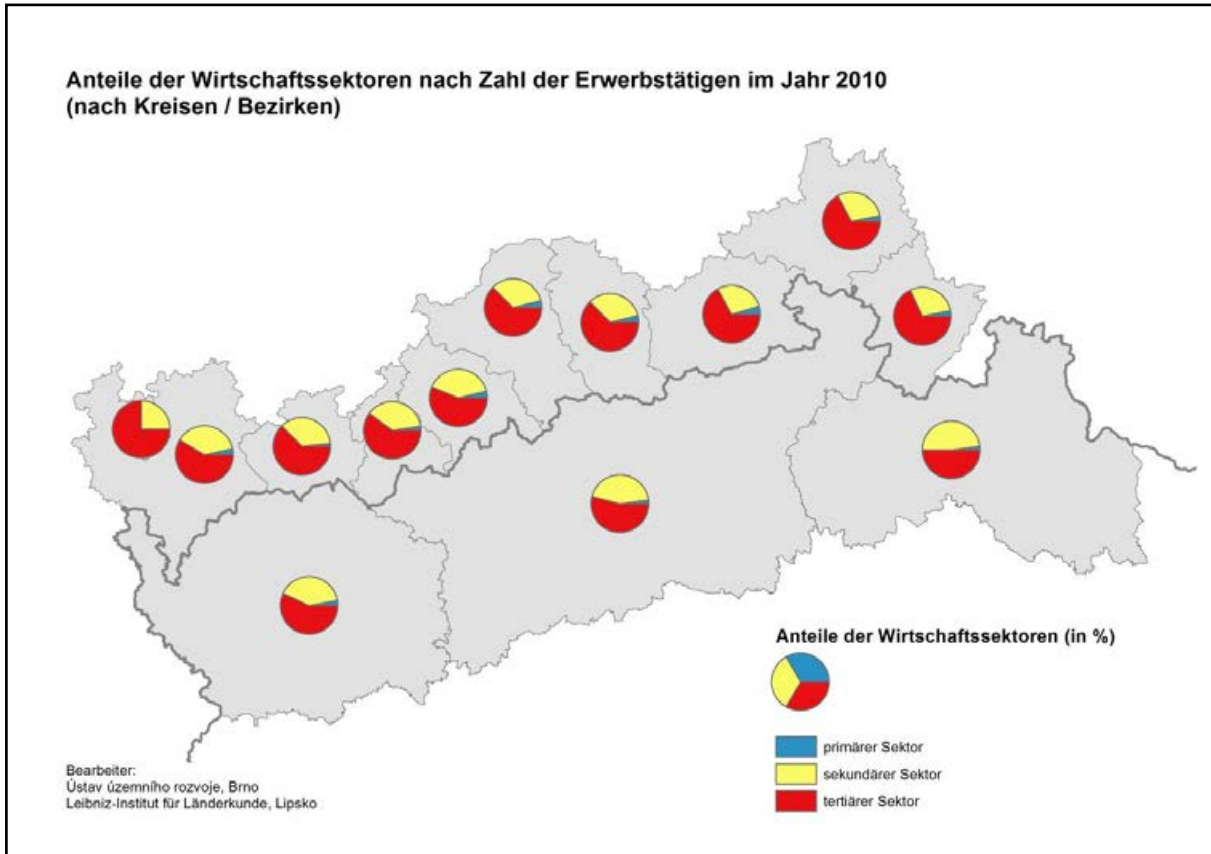 Anteile der Wirtschaftssektoren nach Zahl der Erwerbstätigen im Jahr 2010
(nach Kreisen / Bezirken)
Anteile der Wirtschaftssektoren (in %)
primärer Sektor
sekundärer Sektor
tertiärer Sektor
Bearbeiter:
Ústav územního rozvoje, Brno
Leibniz-Institut für Länderkunde, Lipsko